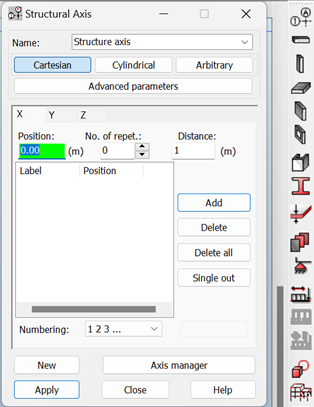 Structural Axis
Name: Structure axis
Cartesian Cylindrical Arbitrary
Advanced parameters
X Y Z
Position: No. of repet.: Distance:
0.00 (m) 0 1 (m)
Label Position
Add
Delete
Delete all
Single out
Numbering: 1 2 3 ...
New Axis manager
Apply Close Help